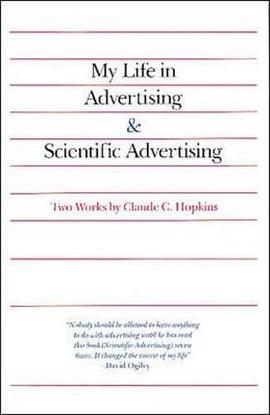 My Life in
Advertising
&
Scientific Advertising
Two Works by Claude C. Hopkins
"Nobody should be allowed to have anything
to do with advertising until he has read
this book (Scientific Advertising) seven
times. It changed the course of my life"
—David Ogilvy